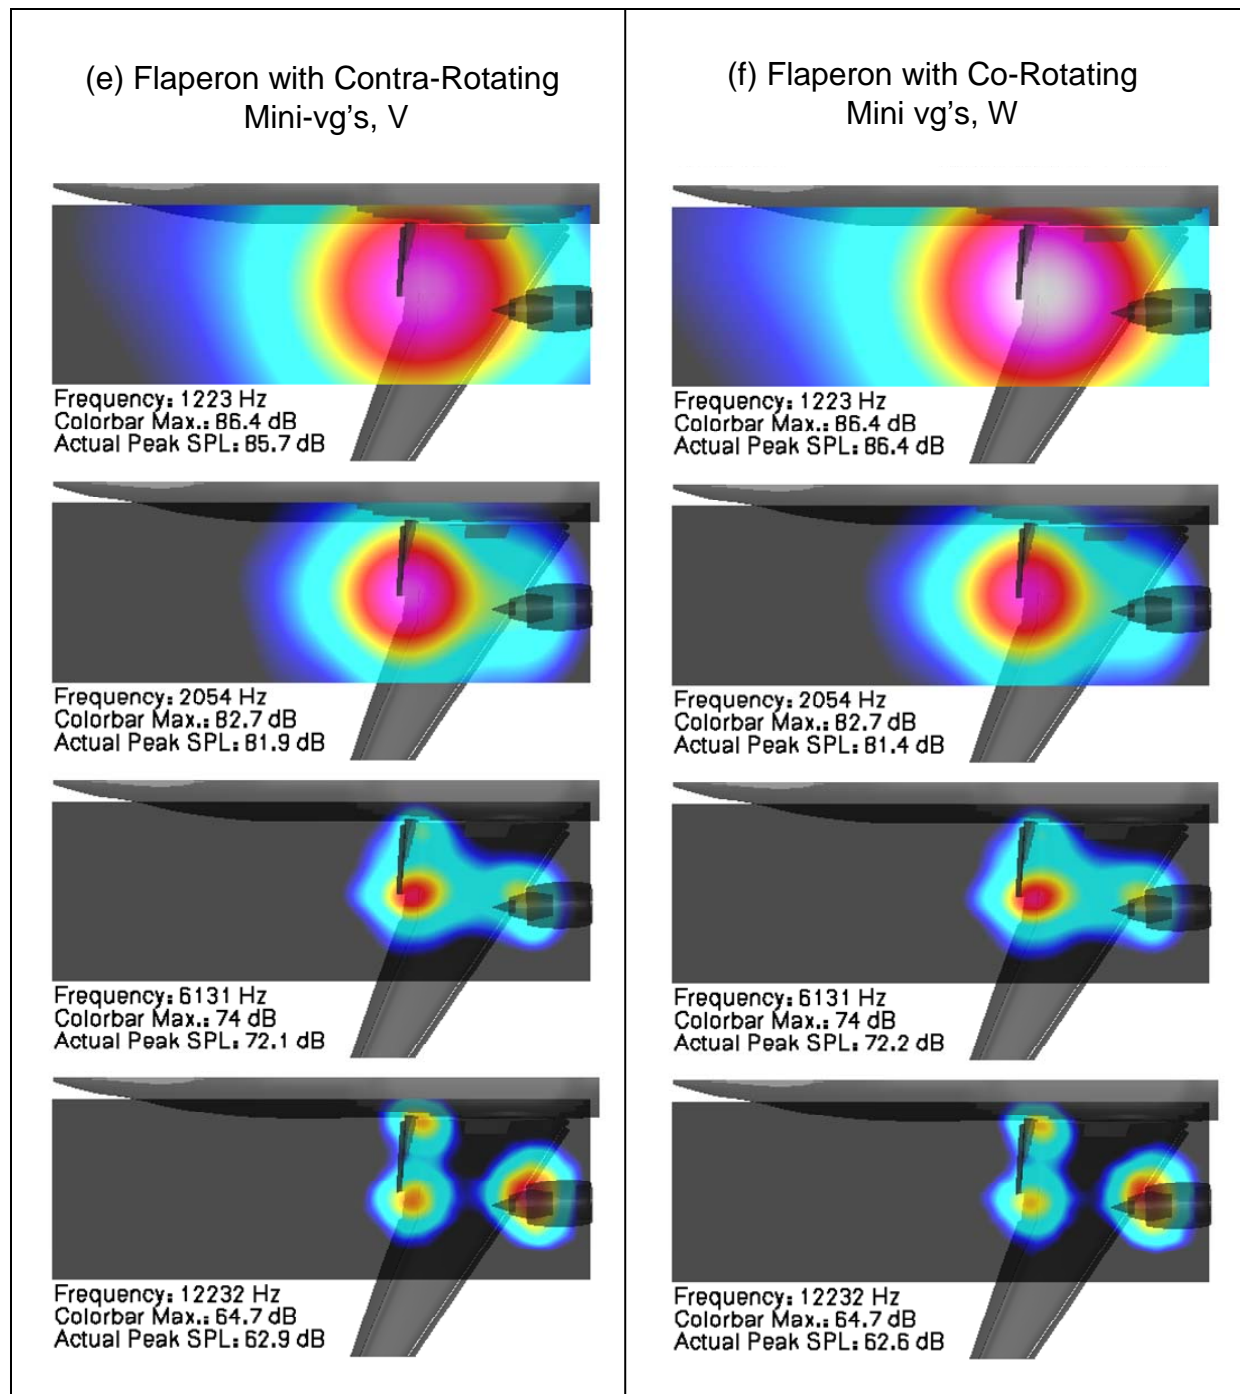 (e) Flaperon with Contra-Rotating
Mini-vg's, V
Frequency: 1223 Hz
Colorbar Max.: 86.4 dB
Actual Peak SPL: 85.7 dB
Frequency: 2054 Hz
Colorbar Max.: 82.7 dB
Actual Peak SPL: 81.9 dB
Frequency: 6131 Hz
Colorbar Max.: 74 dB
Actual Peak SPL: 72.1 dB
Frequency: 12232 Hz
Colorbar Max.: 64.7 dB
Actual Peak SPL: 62.9 dB
(f) Flaperon with Co-Rotating
Mini vg's, W
Frequency: 1223 Hz
Colorbar Max.: 86.4 dB
Actual Peak SPL: 86.4 dB
Frequency: 2054 Hz
Colorbar Max.: 82.7 dB
Actual Peak SPL: 81.4 dB
Frequency: 6131 Hz
Colorbar Max.: 74 dB
Actual Peak SPL: 72.2 dB
Frequency: 12232 Hz
Colorbar Max.: 64.7 dB
Actual Peak SPL: 62.6 dB